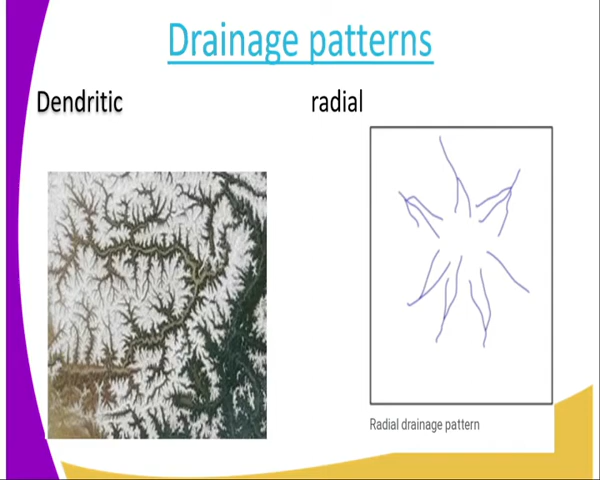 Drainage patterns
Dendritic
radial
Radial drainage pattern